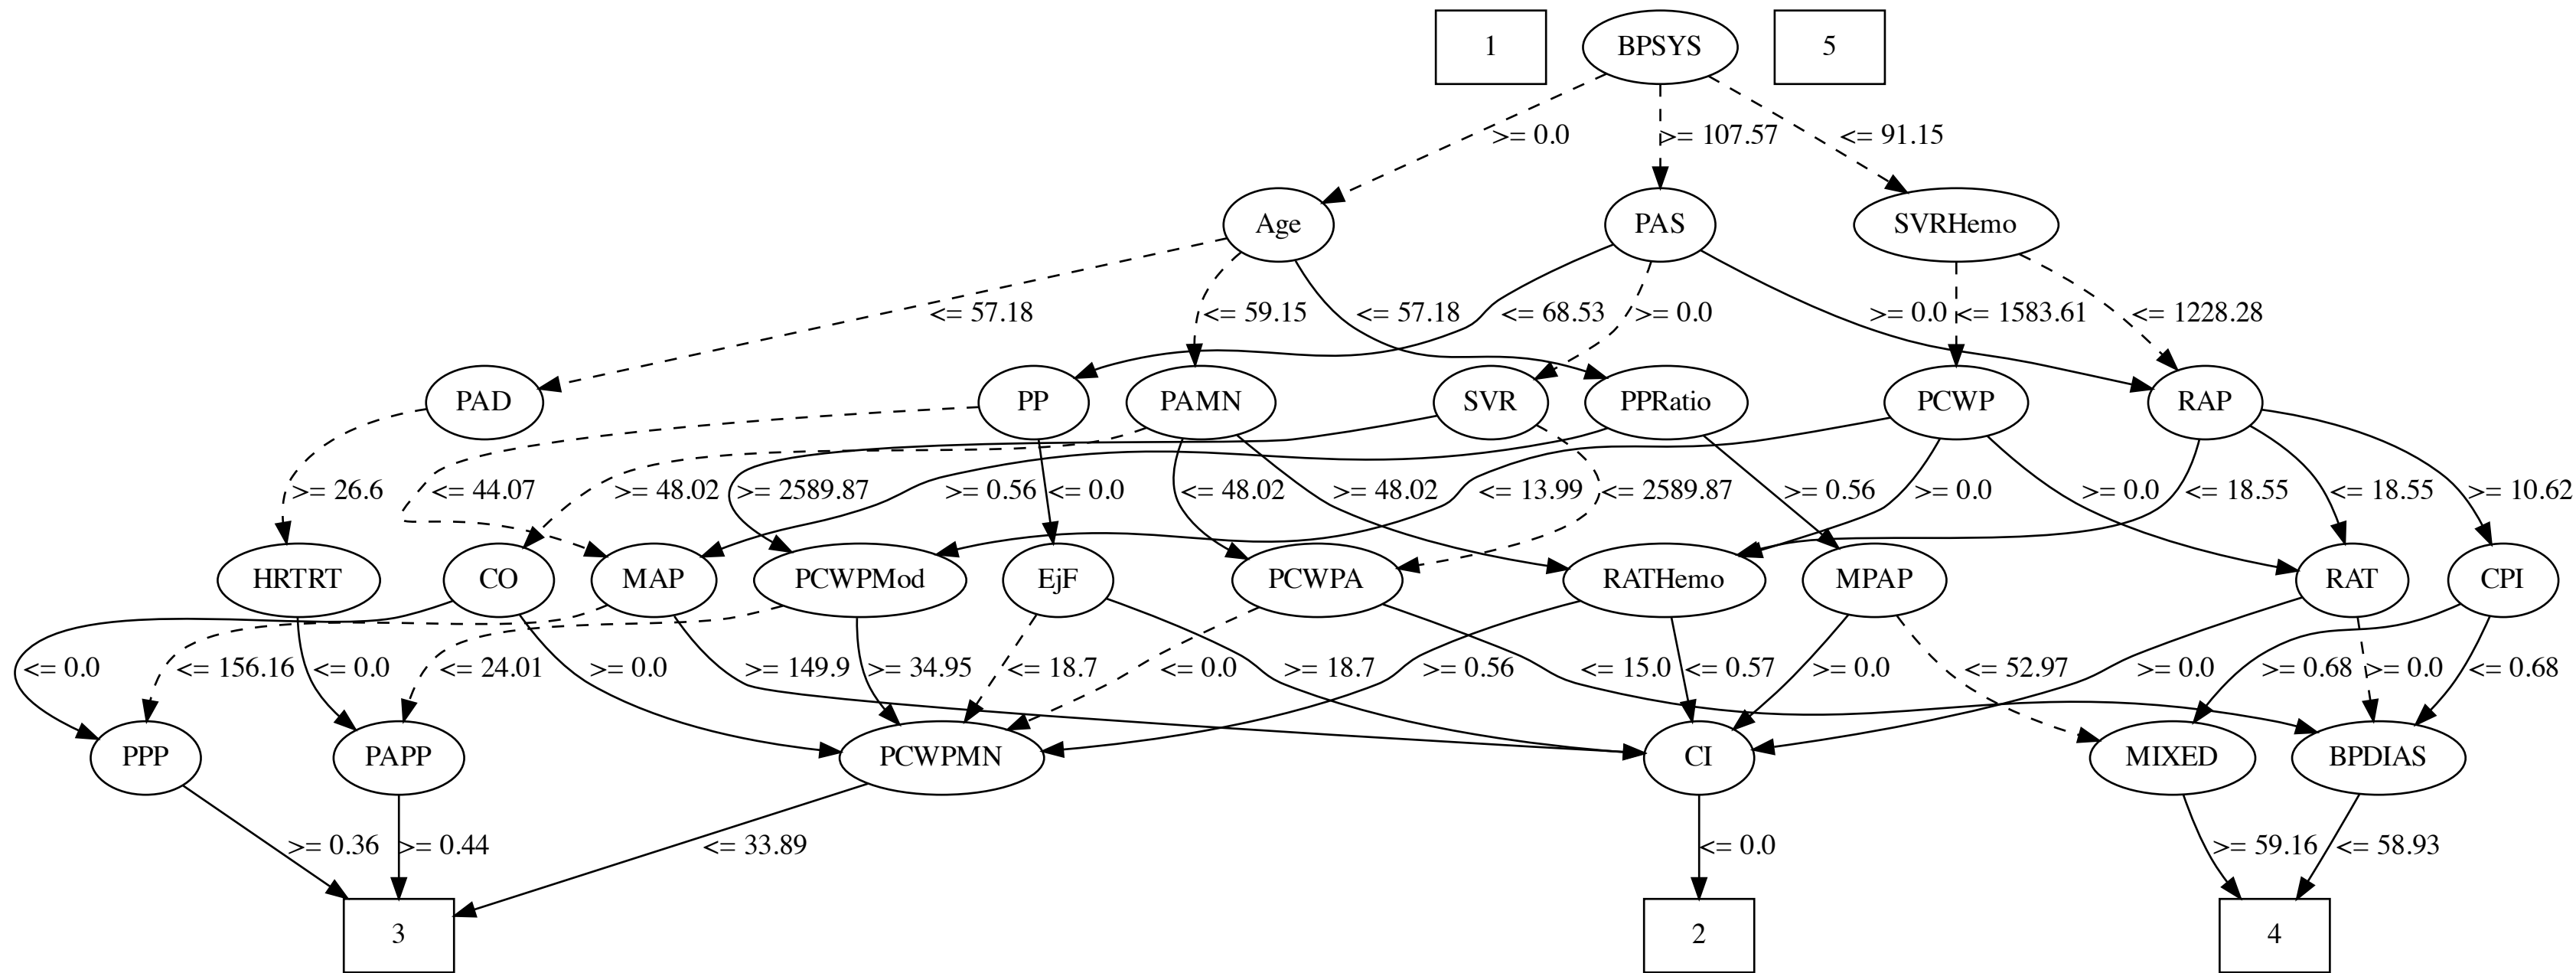 1
BPSYS
5
>= 0.0
>= 107.57
<= 91.15
Age
PAS
SVRHemo
<= 57.18
<= 59.15
<= 57.18
<= 68.53
>= 0.0
>= 0.0
<= 1583.61
<= 1228.28
PAD
PP
PAMN
SVR
PPRatio
PCWP
RAP
>= 26.6
<= 44.07
>= 48.02
>= 2589.87
>= 0.56
<= 0.0
<= 48.02
>= 48.02
<= 13.99
<= 2589.87
>= 0.56
>= 0.0
>= 0.0
<= 18.55
<= 18.55
>= 10.62
HRTRT
CO
MAP
PCWPMod
EjF
PCWPA
RATHemo
MPAP
RAT
CPI
<= 0.0
<= 156.16
<= 0.0
<= 24.01
>= 0.0
>= 149.9
>= 34.95
<= 18.7
<= 0.0
>= 18.7
>= 0.56
<= 15.0
<= 0.57
>= 0.0
<= 52.97
>= 0.0
>= 0.68
>= 0.0
<= 0.68
PPP
PAPP
PCWPMN
CI
MIXED
BPDIAS
>= 0.36
>= 0.44
<= 33.89
<= 0.0
>= 59.16
<= 58.93
3
2
4